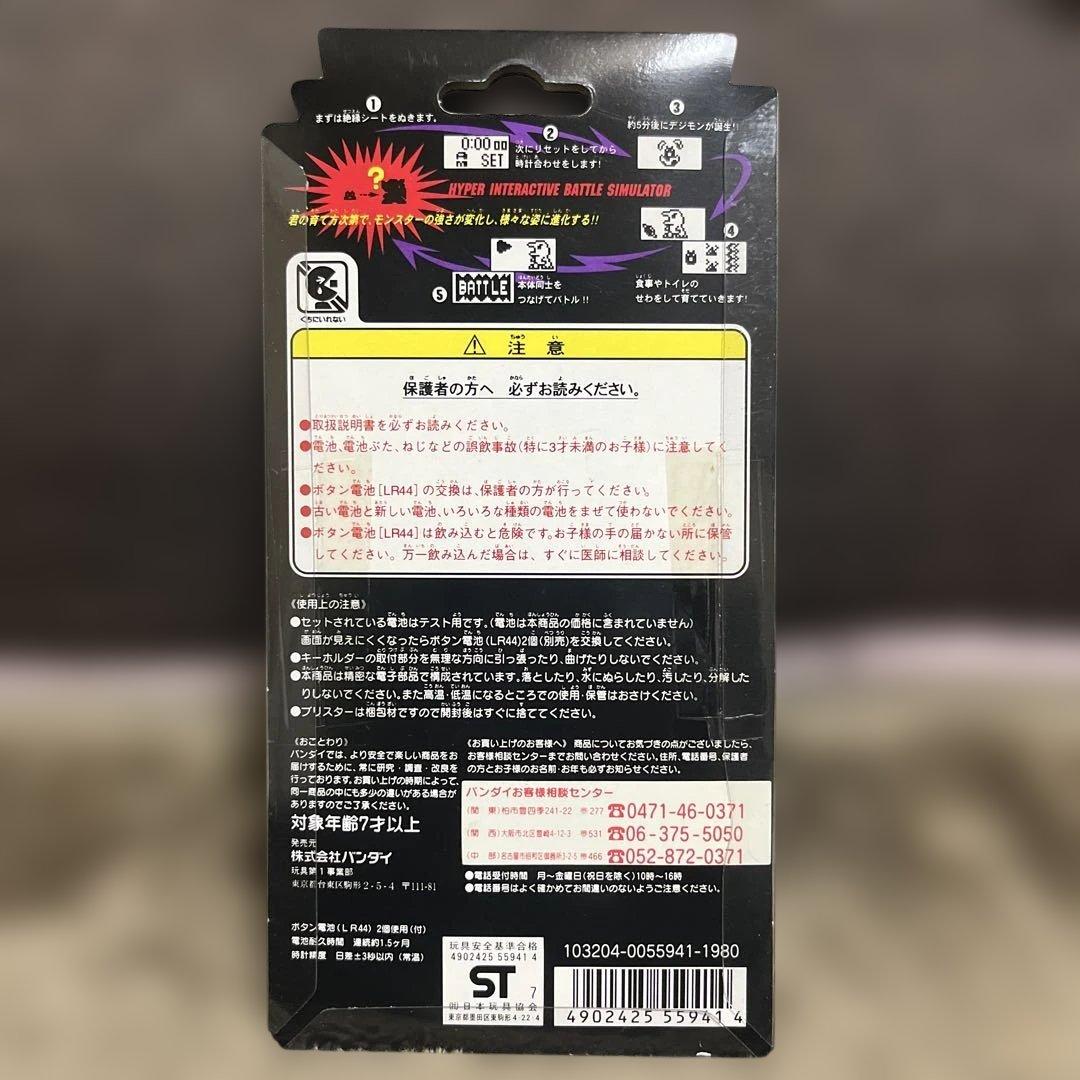 ①
まずは絶縁シートをぬきます。
②
0:00 00
SET
次にリセットをしてから
時計合わせをします!
③
約5分後にデジモンが誕生!!
?
HYPER INTERACTIVE BATTLE SIMULATOR
君の育て方次第で、モンスターの強さが変化し、様々な姿に進化する!!
④
食事やトイレの
せわをして育てていきます!
⑤
BATTLE
本体同士を
つなげてバトル!!
くちにいれない
⚠ 注意
保護者の方へ 必ずお読みください。
●取扱説明書を必ずお読みください。
●電池、電池ぶた、ねじなどの誤飲事故(特に3才未満のお子様)に注意してく
ださい。
●ボタン電池[LR44]の交換は、保護者の方が行ってください。
●古い電池と新しい電池、いろいろな種類の電池をまぜて使わないでください。
●ボタン電池[LR44]は飲み込むと危険です。お子様の手の届かない所に保管
してください。万一飲み込んだ場合は、すぐに医師に相談してください。
《使用上の注意》
●セットされている電池はテスト用です。(電池は本商品の価格に含まれていません)
画面が見えにくくなったらボタン電池(LR44)2個(別売)を交換してください。
●キーホルダーの取付部分を無理な方向に引っ張ったり、曲げたりしないでください。
●本商品は精密な電子部品で構成されています。落としたり、水にぬらしたり、汚したり、分解した
りしないでください。また高温・低温になるところでの使用・保管はおさけください。
●ブリスターは梱包材ですので開封後はすぐに捨ててください。
《おことわり》
バンダイでは、より安全で楽しい商品をお
届けするために、常に研究・調査・改良を
行っております。お買い上げの時期によって、
同一商品の中にも多少の違いがある場合が
ありますのでご了承ください。
対象年齢7才以上
発売元
株式会社バンダイ
玩具第1事業部
東京都台東区駒形2-5-4 〒111-81
《お買い上げのお客様へ》 商品についてお気づきの点がございましたら、
お客様相談センターまでお問い合わせください。住所、電話番号、保護者
の方とお子様のお名前・お年も必ずお知らせください。
バンダイお客様相談センター
(関 東)柏市豊四季241-22 〒277 ☎0471-46-0371
(関 西)大阪市北区豊崎4-12-3 〒531 ☎06-375-5050
(中 部)名古屋市昭和区御器所3-2-5 〒466 ☎052-872-0371
●電話受付時間 月〜金曜日(祝日を除く)10時〜16時
●電話番号はよく確かめてお間違いのないようご注意ください。
ボタン電池(LR44)2個使用(付)
電池耐久時間 連続約1.5ヶ月
時計精度 日差±3秒以内(常温)
玩具安全基準合格
4902425 55941 4
ST 7
㈳日本玩具協会
東京都墨田区東駒形4-22-4
103204-0055941-1980
4902425 55941 4